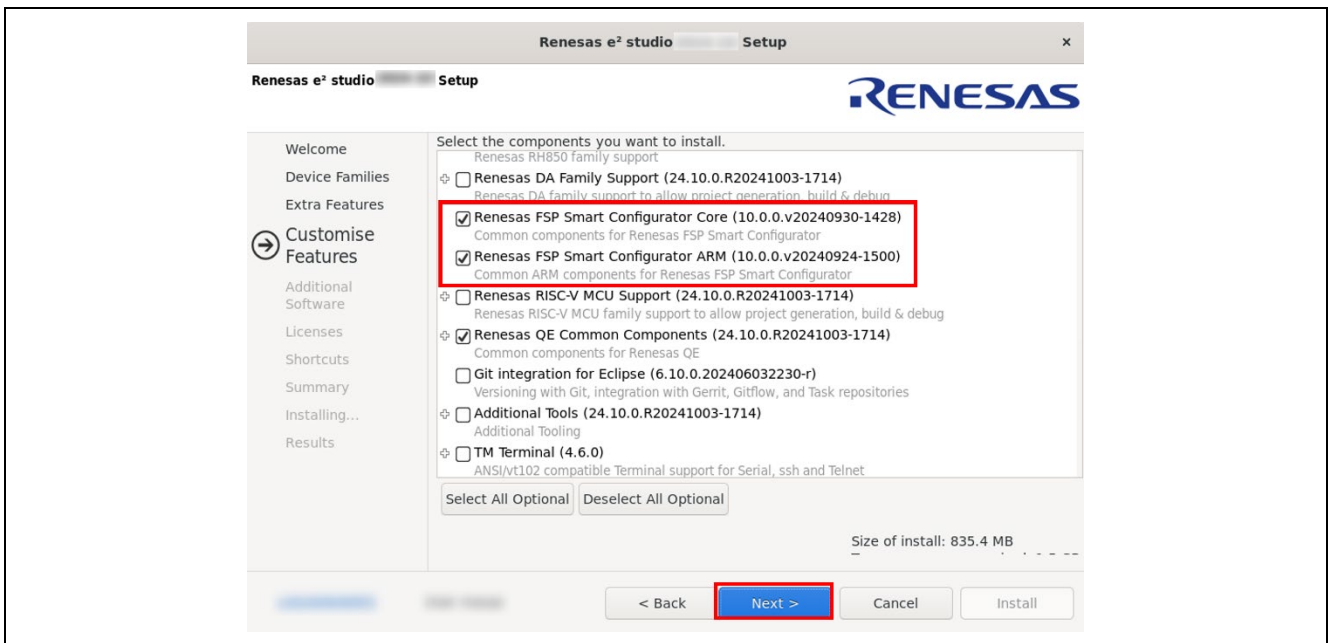 Renesas e² studio Setup
×
Renesas e² studio Setup
RENESAS
Welcome
Device Families
Extra Features
Customise
Features
Additional
Software
Licenses
Shortcuts
Summary
Installing...
Results
Select the components you want to install.
Renesas RH850 family support
Renesas DA Family Support (24.10.0.R20241003-1714)
Renesas DA family support to allow project generation, build & debug
Renesas FSP Smart Configurator Core (10.0.0.v20240930-1428)
Common components for Renesas FSP Smart Configurator
Renesas FSP Smart Configurator ARM (10.0.0.v20240924-1500)
Common ARM components for Renesas FSP Smart Configurator
Renesas RISC-V MCU Support (24.10.0.R20241003-1714)
Renesas RISC-V MCU family support to allow project generation, build & debug
Renesas QE Common Components (24.10.0.R20241003-1714)
Common components for Renesas QE
Git integration for Eclipse (6.10.0.202406032230-r)
Versioning with Git, integration with Gerrit, Gitflow, and Task repositories
Additional Tools (24.10.0.R20241003-1714)
Additional Tooling
TM Terminal (4.6.0)
ANSI/vt102 compatible Terminal support for Serial, ssh and Telnet
Select All Optional Deselect All Optional
Size of install: 835.4 MB
< Back Next > Cancel Install